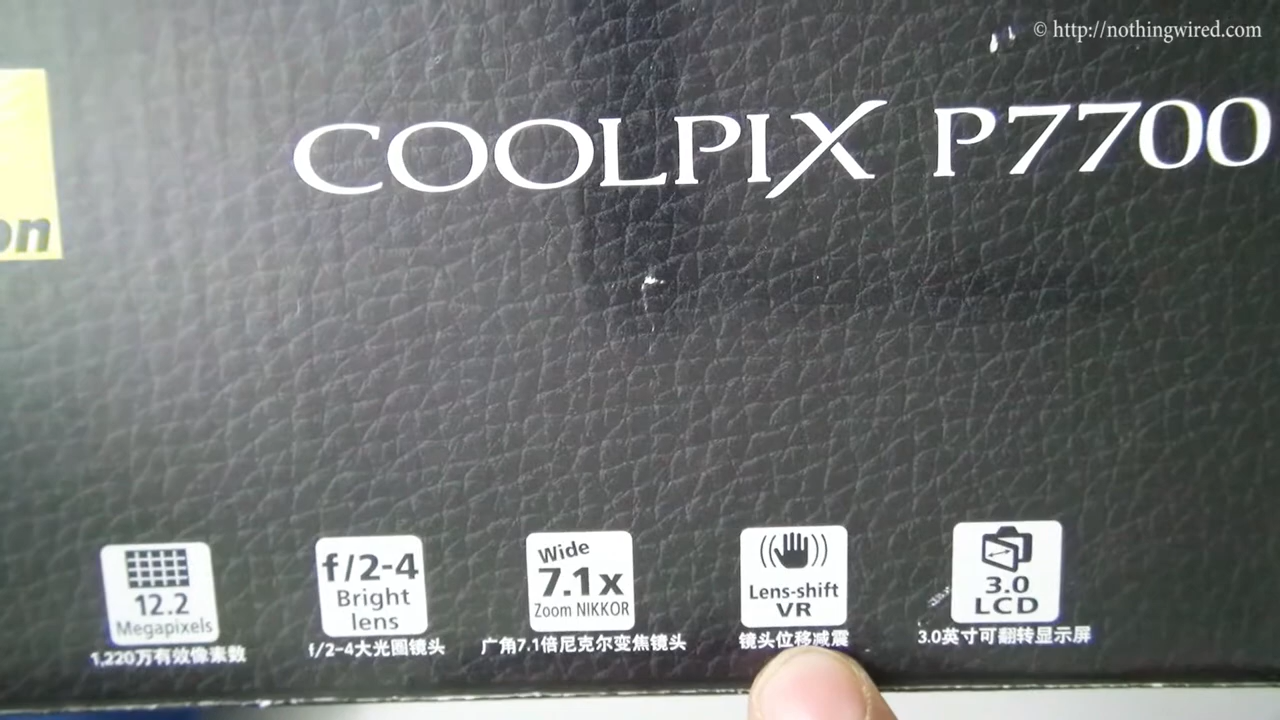 © http://nothingwired.com
COOLPIX P7700
on
12.2
Megapixels
1,220万有效像素数
f/2-4
Bright
lens
f/2-4大光圈镜头
Wide
7.1x
Zoom NIKKOR
广角7.1倍尼克尔变焦镜头
Lens-shift
VR
镜头位移减震
3.0
LCD
3.0英寸可翻转显示屏